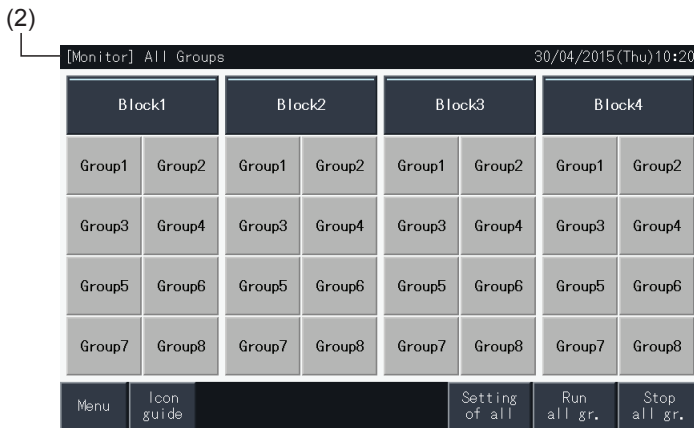 (2)
[Monitor] All Groups 30/04/2015(Thu)10:20
Block1 Block2 Block3 Block4
Group1 Group2 Group1 Group2 Group1 Group2 Group1 Group2
Group3 Group4 Group3 Group4 Group3 Group4 Group3 Group4
Group5 Group6 Group5 Group6 Group5 Group6 Group5 Group6
Group7 Group8 Group7 Group8 Group7 Group8 Group7 Group8
Menu Icon guide Setting of all Run all gr. Stop all gr.